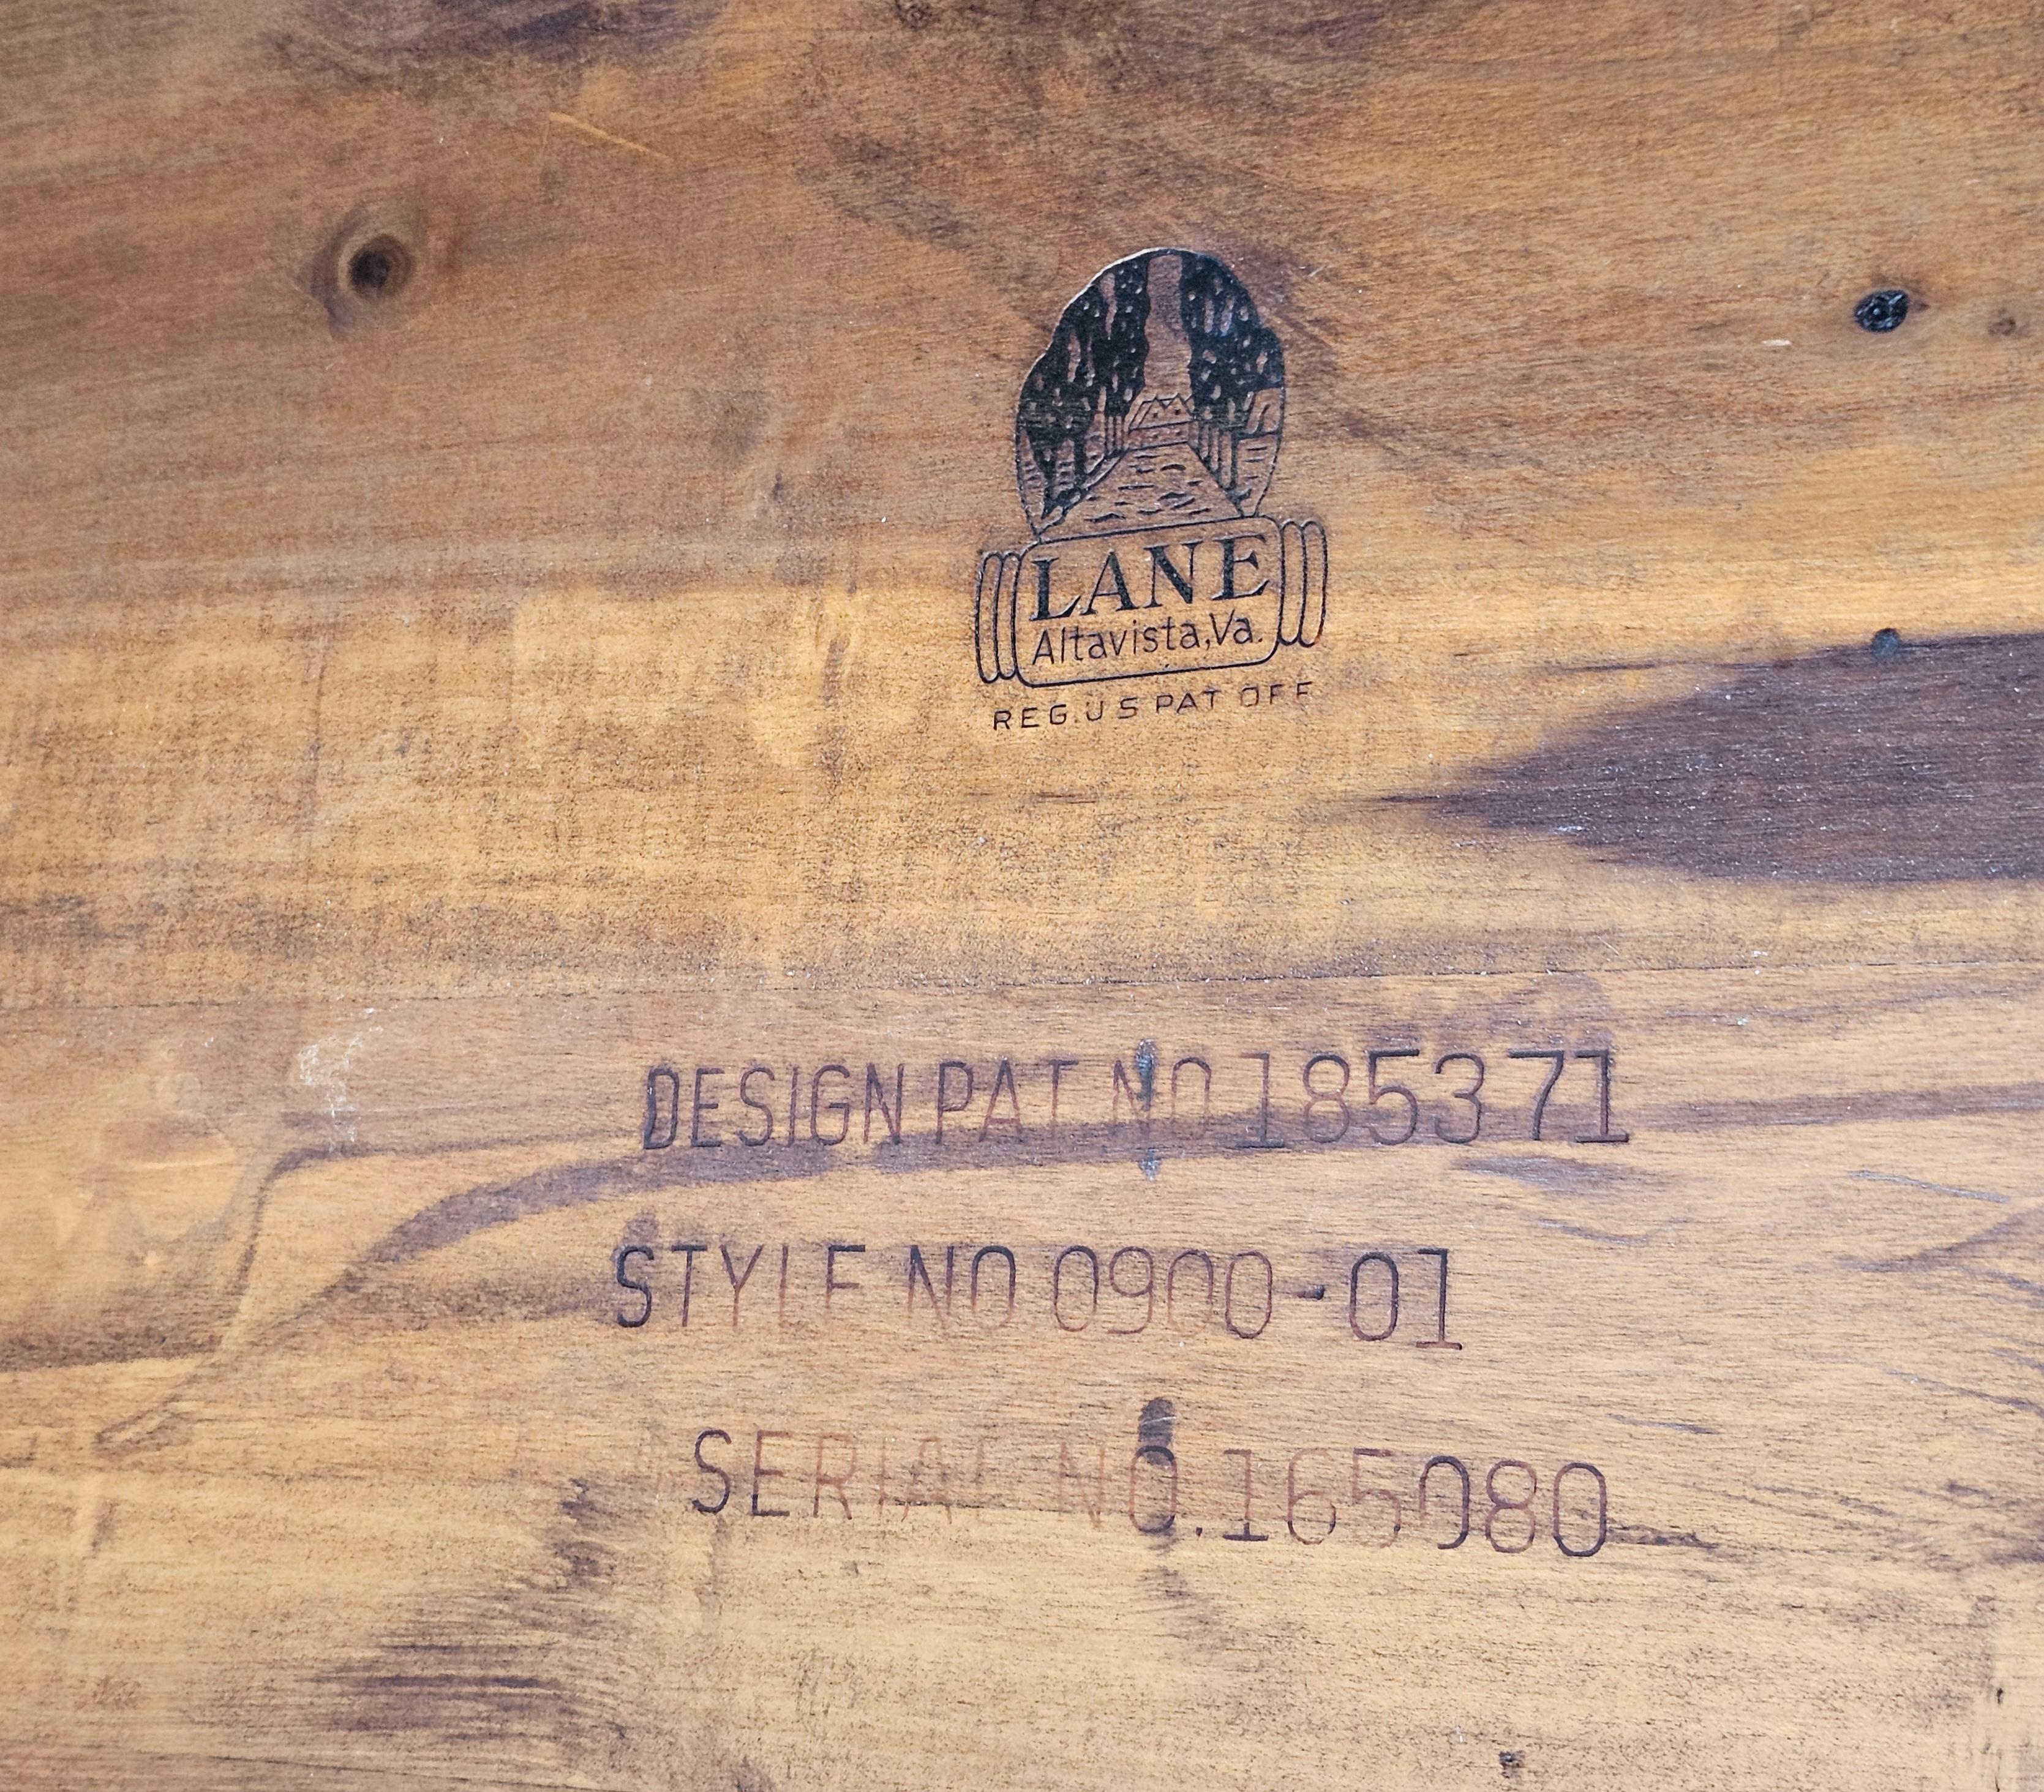 LANE
Altavista,Va.
REG. U S PAT OFF
DESIGN PAT NO 185371
STYLE NO 0900-01
SERIAL NO. 165080